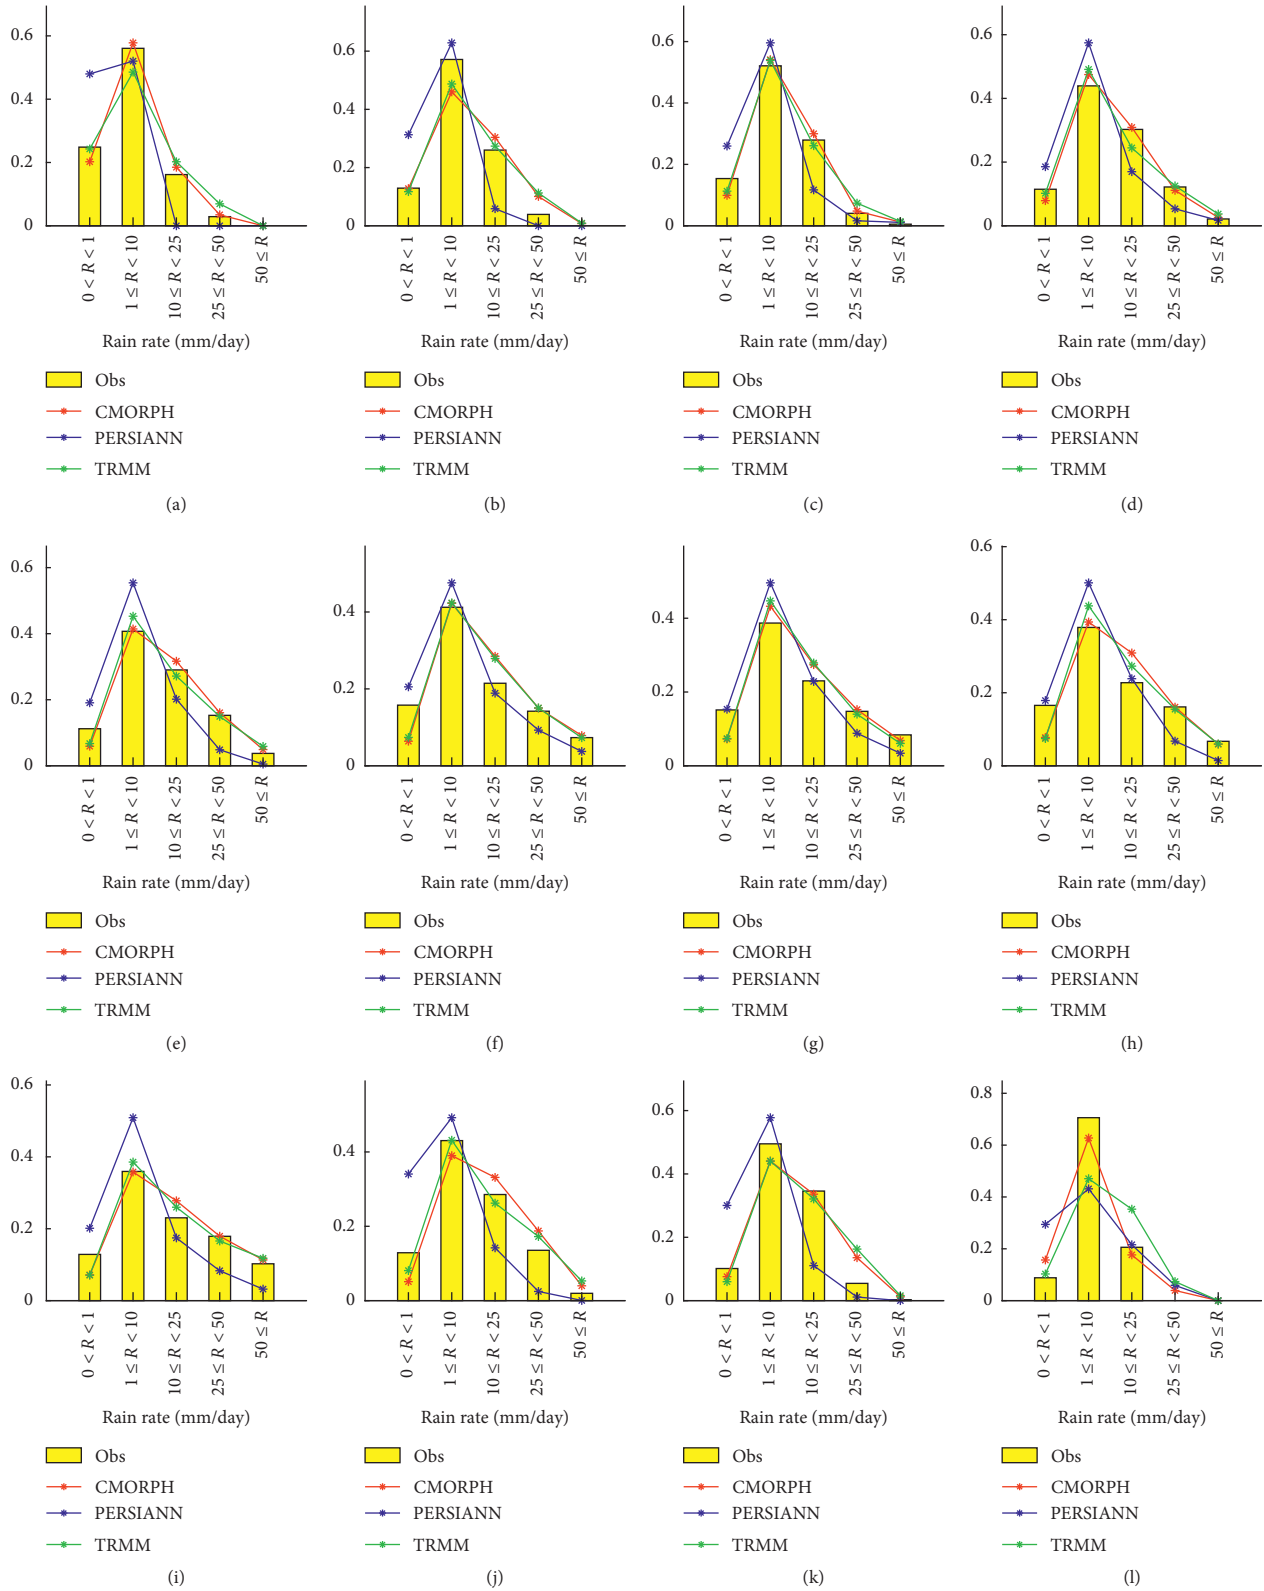 0.6
0.4
0.2
0
0 < R < 1
1 ≤ R < 10
10 ≤ R < 25
25 ≤ R < 50
50 ≤ R
Rain rate (mm/day)
Obs
CMORPH
PERSIANN
TRMM
(a)
0.6
0.4
0.2
0
0 < R < 1
1 ≤ R < 10
10 ≤ R < 25
25 ≤ R < 50
50 ≤ R
Rain rate (mm/day)
Obs
CMORPH
PERSIANN
TRMM
(b)
0.6
0.4
0.2
0
0 < R < 1
1 ≤ R < 10
10 ≤ R < 25
25 ≤ R < 50
50 ≤ R
Rain rate (mm/day)
Obs
CMORPH
PERSIANN
TRMM
(c)
0.6
0.4
0.2
0
0 < R < 1
1 ≤ R < 10
10 ≤ R < 25
25 ≤ R < 50
50 ≤ R
Rain rate (mm/day)
Obs
CMORPH
PERSIANN
TRMM
(d)
0.6
0.4
0.2
0
0 < R < 1
1 ≤ R < 10
10 ≤ R < 25
25 ≤ R < 50
50 ≤ R
Rain rate (mm/day)
Obs
CMORPH
PERSIANN
TRMM
(e)
0.4
0.2
0
0 < R < 1
1 ≤ R < 10
10 ≤ R < 25
25 ≤ R < 50
50 ≤ R
Rain rate (mm/day)
Obs
CMORPH
PERSIANN
TRMM
(f)
0.4
0.2
0
0 < R < 1
1 ≤ R < 10
10 ≤ R < 25
25 ≤ R < 50
50 ≤ R
Rain rate (mm/day)
Obs
CMORPH
PERSIANN
TRMM
(g)
0.6
0.4
0.2
0
0 < R < 1
1 ≤ R < 10
10 ≤ R < 25
25 ≤ R < 50
50 ≤ R
Rain rate (mm/day)
Obs
CMORPH
PERSIANN
TRMM
(h)
0.6
0.4
0.2
0
0 < R < 1
1 ≤ R < 10
10 ≤ R < 25
25 ≤ R < 50
50 ≤ R
Rain rate (mm/day)
Obs
CMORPH
PERSIANN
TRMM
(i)
0.4
0.2
0
0 < R < 1
1 ≤ R < 10
10 ≤ R < 25
25 ≤ R < 50
50 ≤ R
Rain rate (mm/day)
Obs
CMORPH
PERSIANN
TRMM
(j)
0.6
0.4
0.2
0
0 < R < 1
1 ≤ R < 10
10 ≤ R < 25
25 ≤ R < 50
50 ≤ R
Rain rate (mm/day)
Obs
CMORPH
PERSIANN
TRMM
(k)
0.8
0.6
0.4
0.2
0
0 < R < 1
1 ≤ R < 10
10 ≤ R < 25
25 ≤ R < 50
50 ≤ R
Rain rate (mm/day)
Obs
CMORPH
PERSIANN
TRMM
(l)